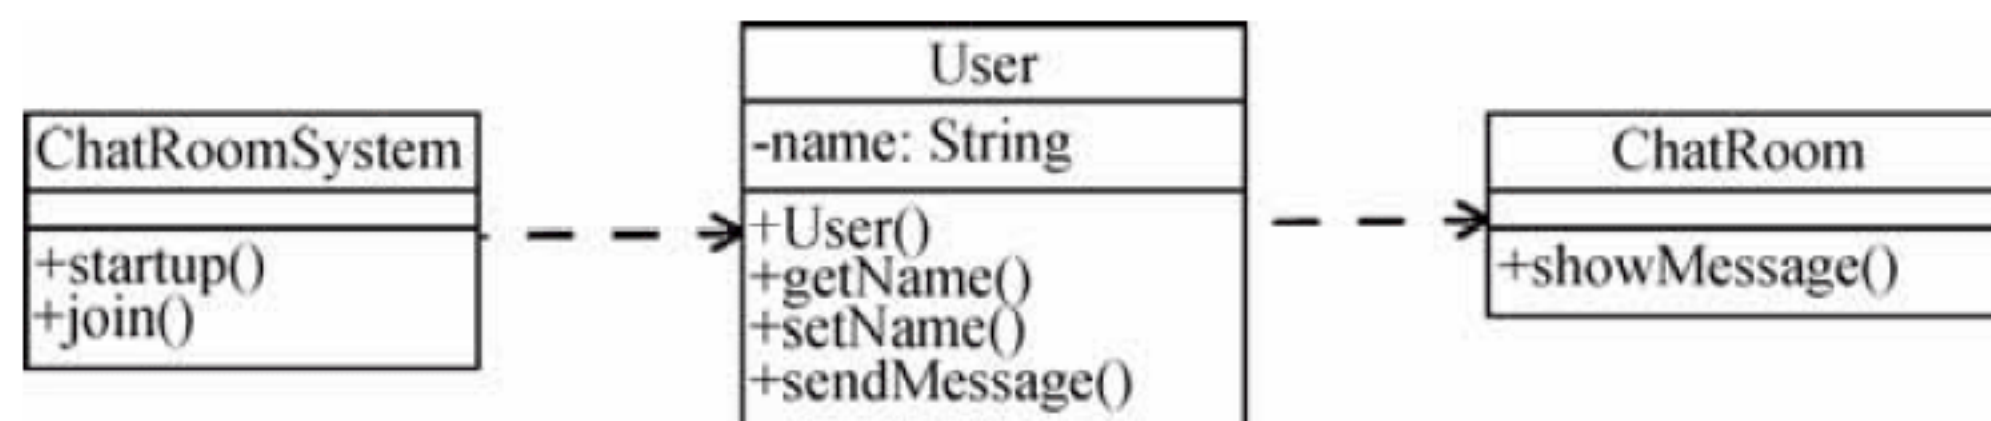 ChatRoomSystem
+startup()
+join()
User
-name: String
+User()
+getName()
+setName()
+sendMessage()
ChatRoom
+showMessage()